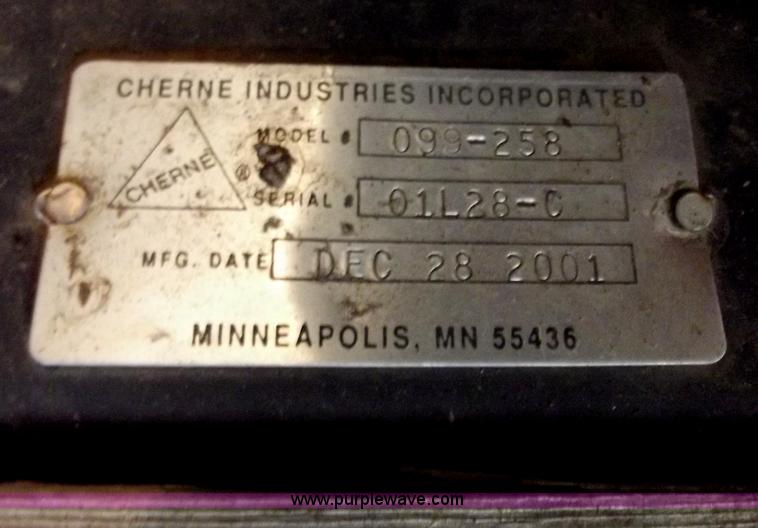 CHERNE INDUSTRIES INCORPORATED
CHERNE ®
MODEL # 099-258
SERIAL # 01L28-C
MFG. DATE DEC 28 2001
MINNEAPOLIS, MN 55436
www.purplewave.com